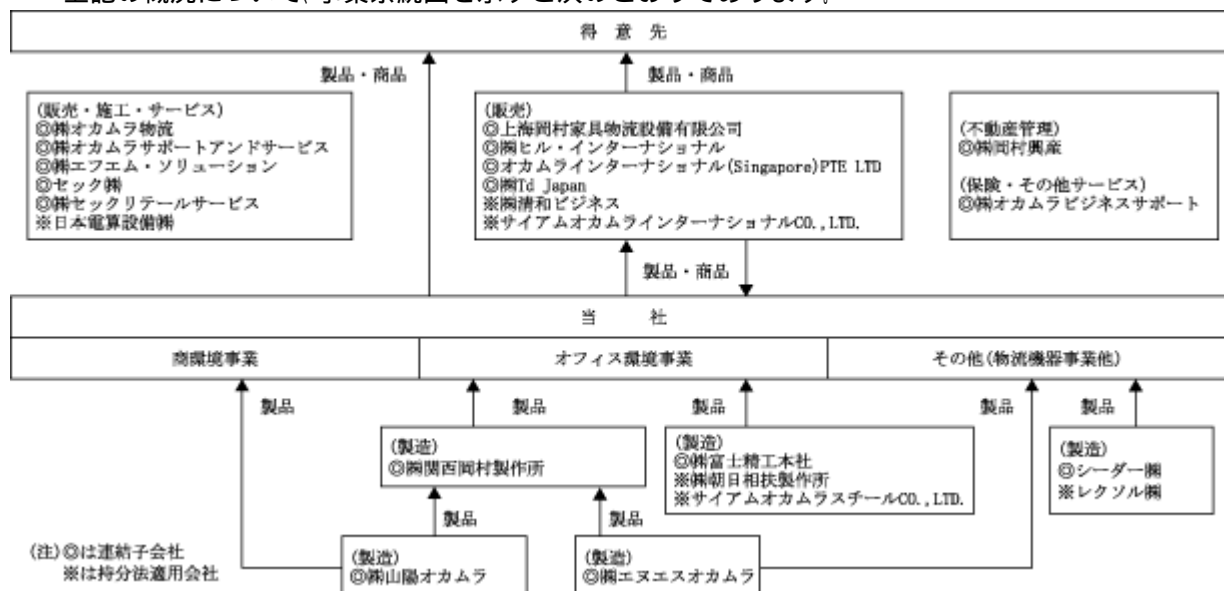 上記の概況について、事業系統図を示すと次のとおりであります。
得 意 先
製品・商品
製品・商品
(販売・施工・サービス)
◎㈱オカムラ物流
◎㈱オカムラサポートアンドサービス
◎㈱エフエム・ソリューション
◎セック㈱
◎㈱セックリテールサービス
※日本電算設備㈱
(販売)
◎上海岡村家具物流設備有限公司
◎㈱ヒル・インターナショナル
◎オカムラインターナショナル(Singapore)PTE LTD
◎㈱Td Japan
※㈱清和ビジネス
※サイアムオカムラインターナショナルCO.,LTD.
(不動産管理)
◎㈱岡村興産
(保険・その他サービス)
◎㈱オカムラビジネスサポート
製品・商品
当 社
商環境事業
オフィス環境事業
その他(物流機器事業他)
製品
製品
製品
製品
製品
(製造)
◎㈱関西岡村製作所
(製造)
◎㈱富士精工本社
※㈱朝日相扶製作所
※サイアムオカムラスチールCO.,LTD.
(製造)
◎シーダー㈱
※レクソル㈱
製品
製品
(製造)
◎㈱山陽オカムラ
(製造)
◎㈱エヌエスオカムラ
(注)◎は連結子会社
※は持分法適用会社